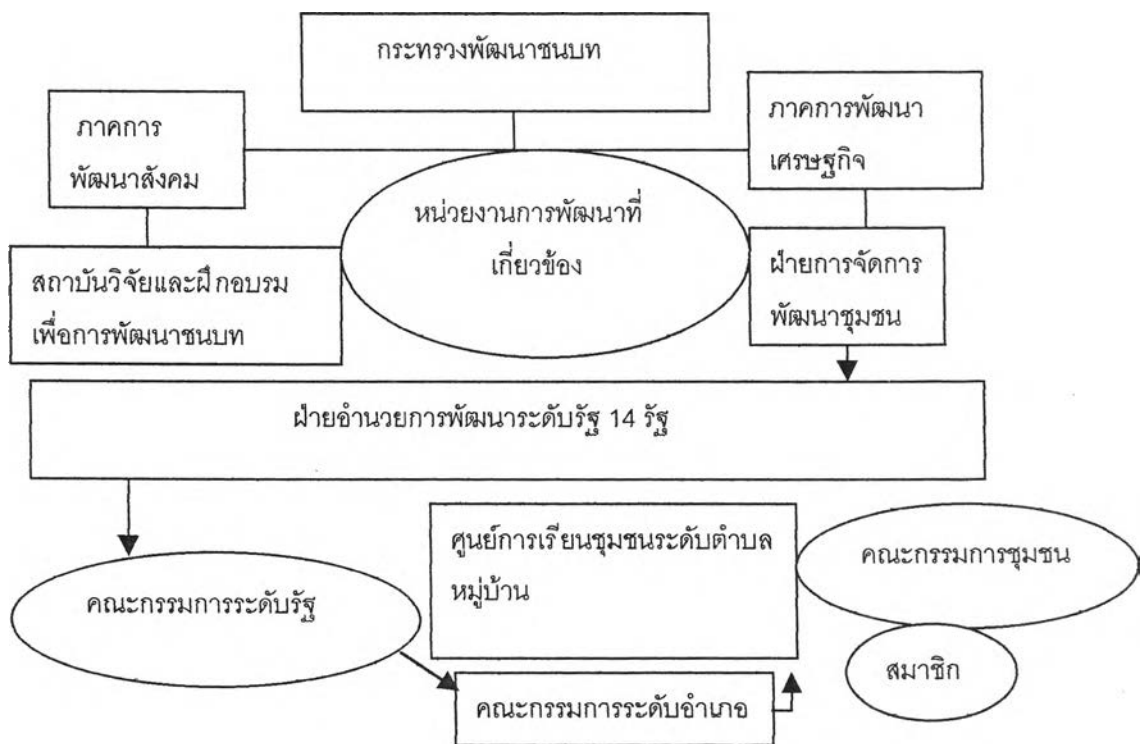 กระทรวงพัฒนาชนบท
ภาคการ
พัฒนาสังคม
ภาคการพัฒนา
เศรษฐกิจ
หน่วยงานการพัฒนาที่
เกี่ยวข้อง
สถาบันวิจัยและฝึกอบรม
เพื่อการพัฒนาชนบท
ฝ่ายการจัดการ
พัฒนาชุมชน
ฝ่ายอำนวยการพัฒนาระดับรัฐ 14 รัฐ
ศูนย์การเรียนชุมชนระดับตำบล
หมู่บ้าน
คณะกรรมการชุมชน
คณะกรรมการระดับรัฐ
สมาชิก
คณะกรรมการระดับอำเภอ